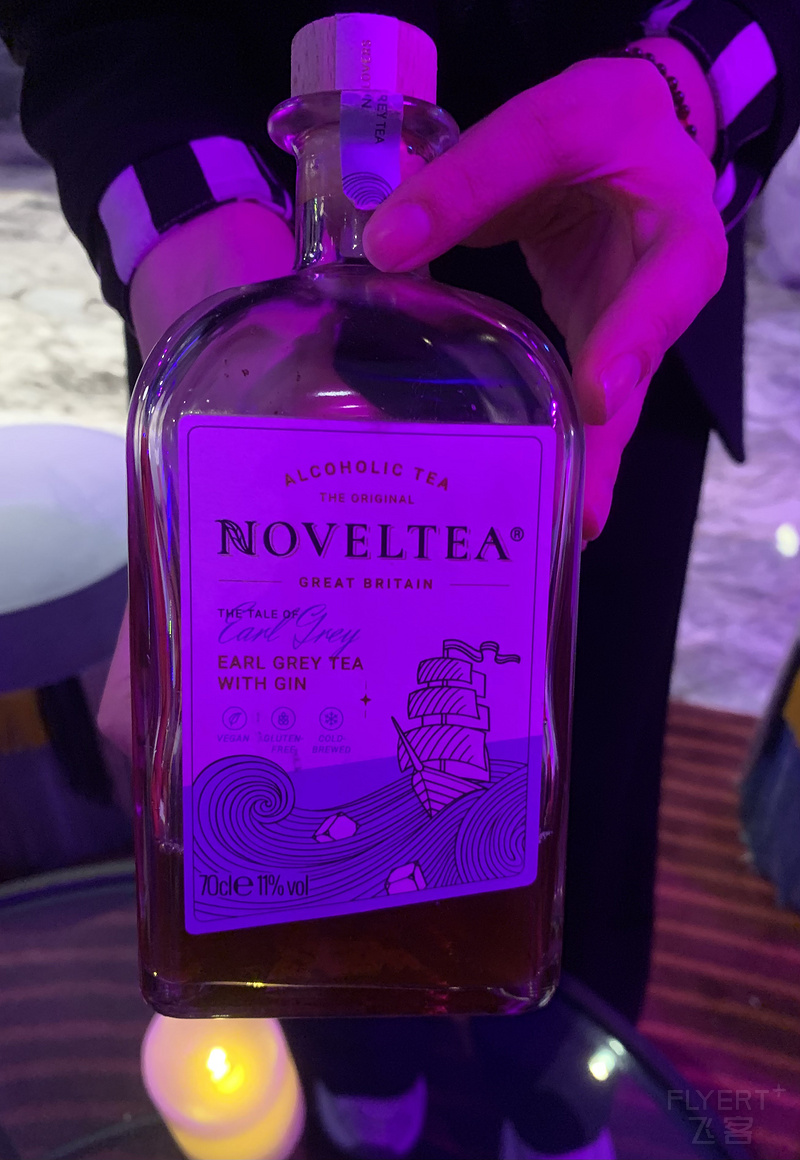 REY TEA
ALCOHOLIC TEA
THE ORIGINAL
NOVELTEA®
GREAT BRITAIN
THE TALE OF
Earl Grey
EARL GREY TEA
WITH GIN
VEGAN GLUTEN-FREE COLD-BREWED
70cl℮ 11% vol
FLYERT+
飞客